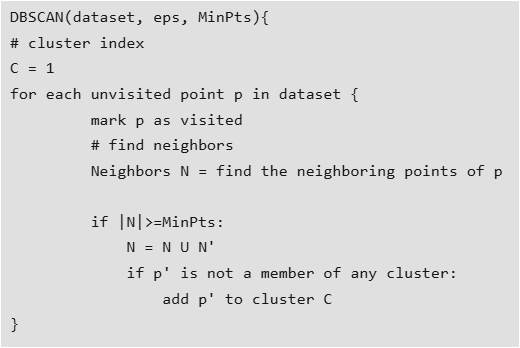 DBSCAN(dataset, eps, MinPts){
# cluster index
C = 1
for each unvisited point p in dataset {
mark p as visited
# find neighbors
Neighbors N = find the neighboring points of p
if |N|>=MinPts:
N = N U N'
if p' is not a member of any cluster:
add p' to cluster C
}